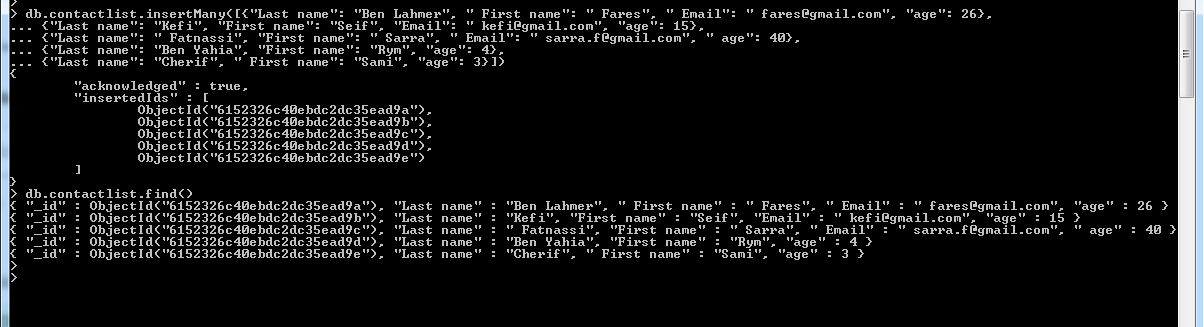 > db.contactlist.insertMany([{"Last name": "Ben Lahmer", " First name": " Fares", " Email": " fares@gmail.com", "age": 26},
... {"Last name": "Kefi", "First name": "Seif", "Email": " kefi@gmail.com", "age": 15},
... {"Last name": " Fatnassi", "First name": " Sarra", " Email": " sarra.f@gmail.com", " age": 40},
... {"Last name": "Ben Yahia", "First name": "Rym", "age": 4},
... {"Last name": "Cherif", " First name": "Sami", "age": 3}])
{
"acknowledged" : true,
"insertedIds" : [
ObjectId("6152326c40ebdc2dc35ead9a"),
ObjectId("6152326c40ebdc2dc35ead9b"),
ObjectId("6152326c40ebdc2dc35ead9c"),
ObjectId("6152326c40ebdc2dc35ead9d"),
ObjectId("6152326c40ebdc2dc35ead9e")
]
}
> db.contactlist.find()
{ "_id" : ObjectId("6152326c40ebdc2dc35ead9a"), "Last name" : "Ben Lahmer", " First name" : " Fares", " Email" : " fares@gmail.com", "age" : 26 }
{ "_id" : ObjectId("6152326c40ebdc2dc35ead9b"), "Last name" : "Kefi", "First name" : "Seif", "Email" : " kefi@gmail.com", "age" : 15 }
{ "_id" : ObjectId("6152326c40ebdc2dc35ead9c"), "Last name" : " Fatnassi", "First name" : " Sarra", " Email" : " sarra.f@gmail.com", " age" : 40 }
{ "_id" : ObjectId("6152326c40ebdc2dc35ead9d"), "Last name" : "Ben Yahia", "First name" : "Rym", "age" : 4 }
{ "_id" : ObjectId("6152326c40ebdc2dc35ead9e"), "Last name" : "Cherif", " First name" : "Sami", "age" : 3 }
>
>